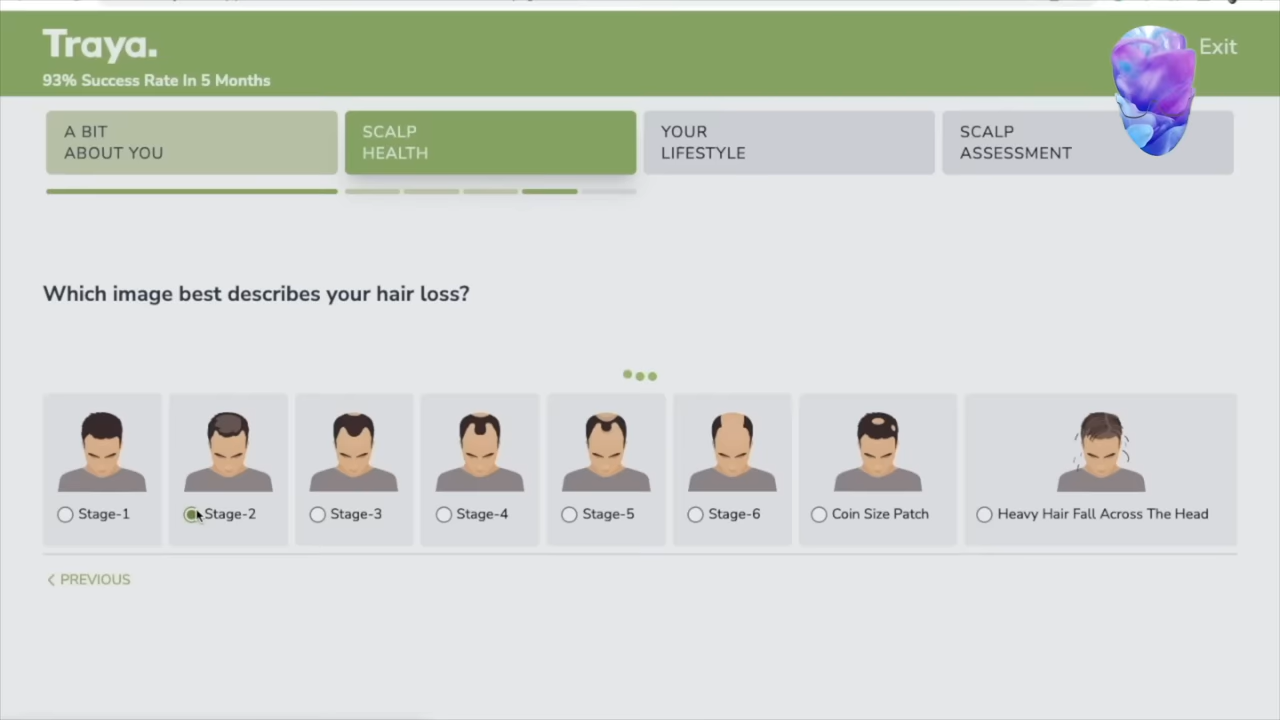 Traya.
93% Success Rate In 5 Months
Exit
A BIT
ABOUT YOU
SCALP
HEALTH
YOUR
LIFESTYLE
SCALP
ASSESSMENT
Which image best describes your hair loss?
Stage-1
Stage-2
Stage-3
Stage-4
Stage-5
Stage-6
Coin Size Patch
Heavy Hair Fall Across The Head
< PREVIOUS